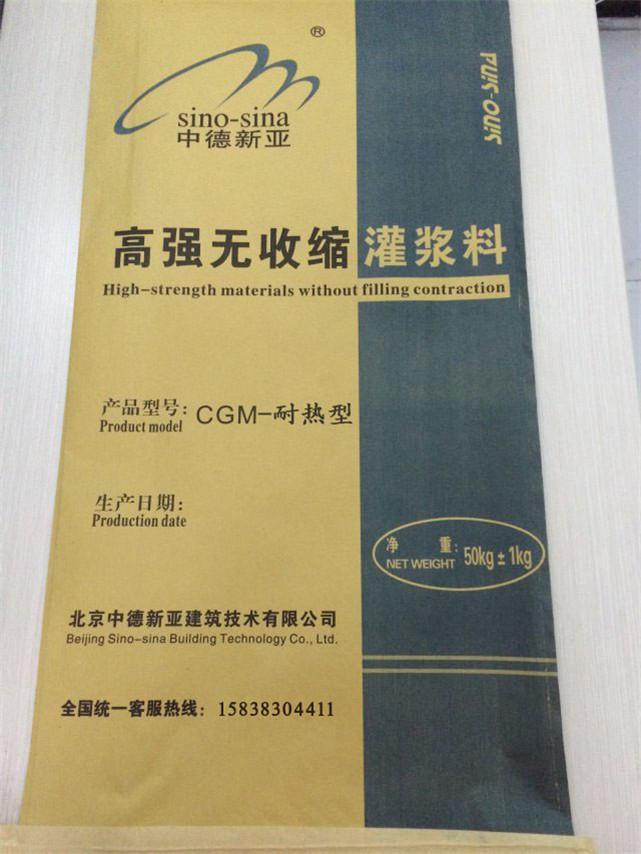 ®
sino-sina
中德新亚
sino-sina
高强无收缩灌浆料
High-strength materials without filling contraction
产品型号: CGM-耐热型
Product model
生产日期:
Production date
净 重: 50kg±1kg
NET WEIGHT
北京中德新亚建筑技术有限公司
Beijing Sino-sina Building Technology Co., Ltd.
全国统一客服热线: 15838304411